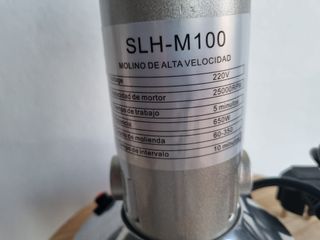 SLH-M100
MOLINO DE ALTA VELOCIDAD
220V
de mortor 25000RPM
de trabajo 5 minutos
650W
de molienda 60-350
de intervalo 10 minutos